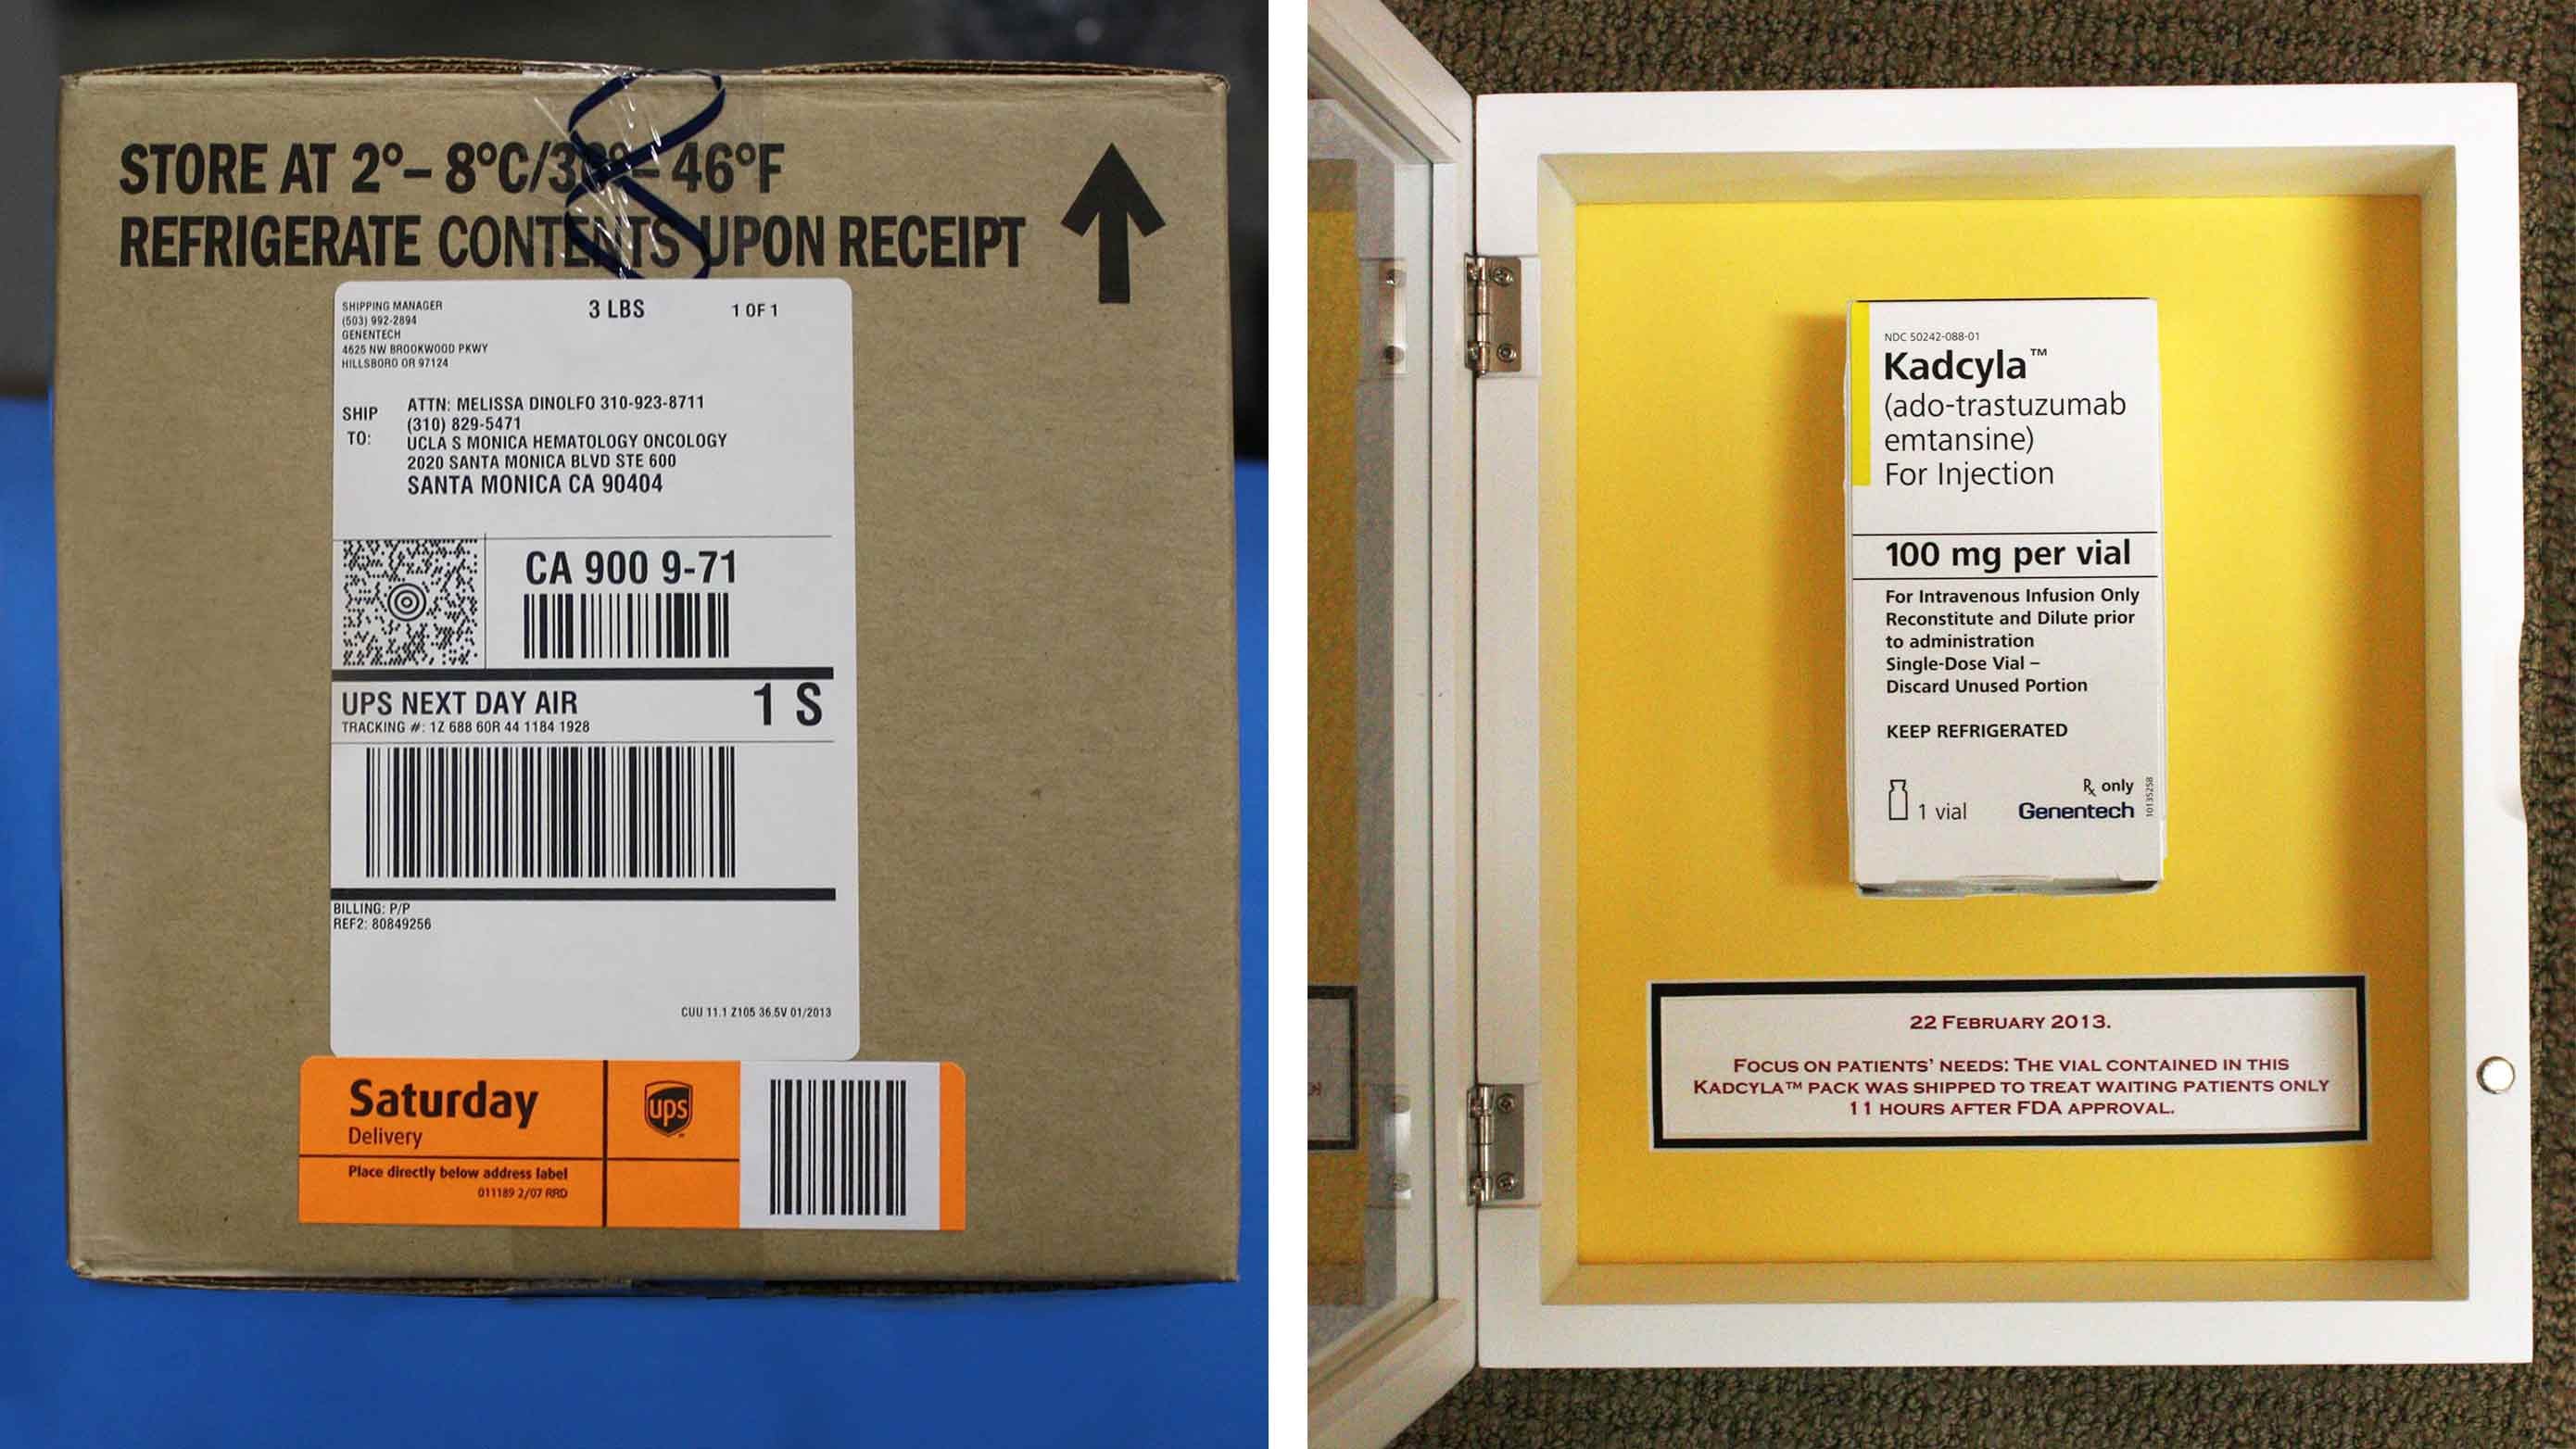 STORE AT 2°– 8°C/36°– 46°F
REFRIGERATE CONTENTS UPON RECEIPT
SHIPPING MANAGER
(503) 992-2894
GENENTECH
4625 NW BROOKWOOD PKWY
HILLSBORO OR 97124
3 LBS
1 OF 1
SHIP TO:
ATTN: MELISSA DINOLFO 310-923-8711
(310) 829-5471
UCLA S MONICA HEMATOLOGY ONCOLOGY
2020 SANTA MONICA BLVD STE 600
SANTA MONICA CA 90404
CA 900 9-71
UPS NEXT DAY AIR
1 S
TRACKING #: 1Z 688 60R 44 1184 1928
BILLING: P/P
REF2: 80849256
CUU 11.1 Z105 36.5V 01/2013
Saturday
Delivery
Place directly below address label
011189 2/07 RRD
ups
NDC 50242-088-01
Kadcyla™
(ado-trastuzumab
emtansine)
For Injection
100 mg per vial
For Intravenous Infusion Only
Reconstitute and Dilute prior
to administration
Single-Dose Vial –
Discard Unused Portion
KEEP REFRIGERATED
1 vial
Rx only
Genentech
10135258
22 FEBRUARY 2013.
FOCUS ON PATIENTS' NEEDS: THE VIAL CONTAINED IN THIS
KADCYLA™ PACK WAS SHIPPED TO TREAT WAITING PATIENTS ONLY
11 HOURS AFTER FDA APPROVAL.